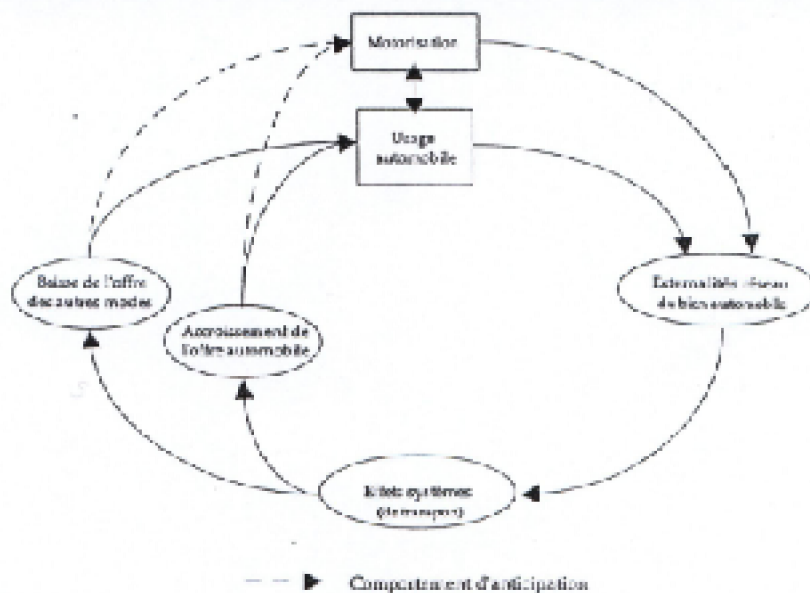 Motorisation
Usage
automobile
Baisse de l'offre
des autres modes
Accroissement de
l'offre automobile
Externalités réseau
du bien automobile
Effets systèmes
(de transport)
Comportement d'anticipation